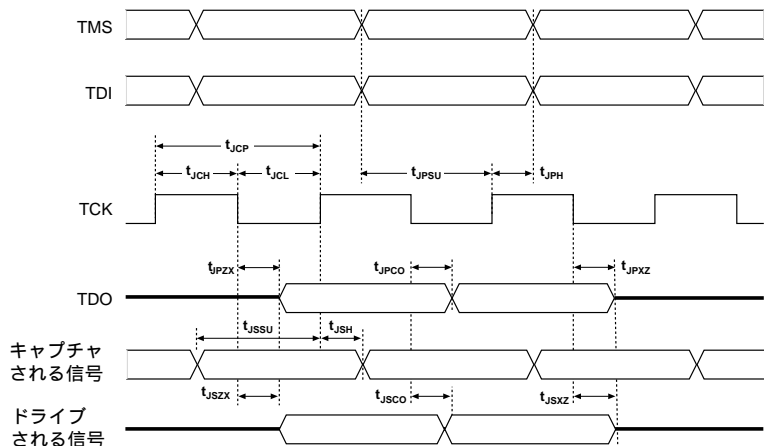 TMS
TDI
tJCP
tJCH tJCL tJPSU tJPH
TCK
tJPZX tJPCO tJPXZ
TDO
tJSSU tJSH
キャプチャ
される信号
tJSZX tJSCO tJSXZ
ドライブ
される信号